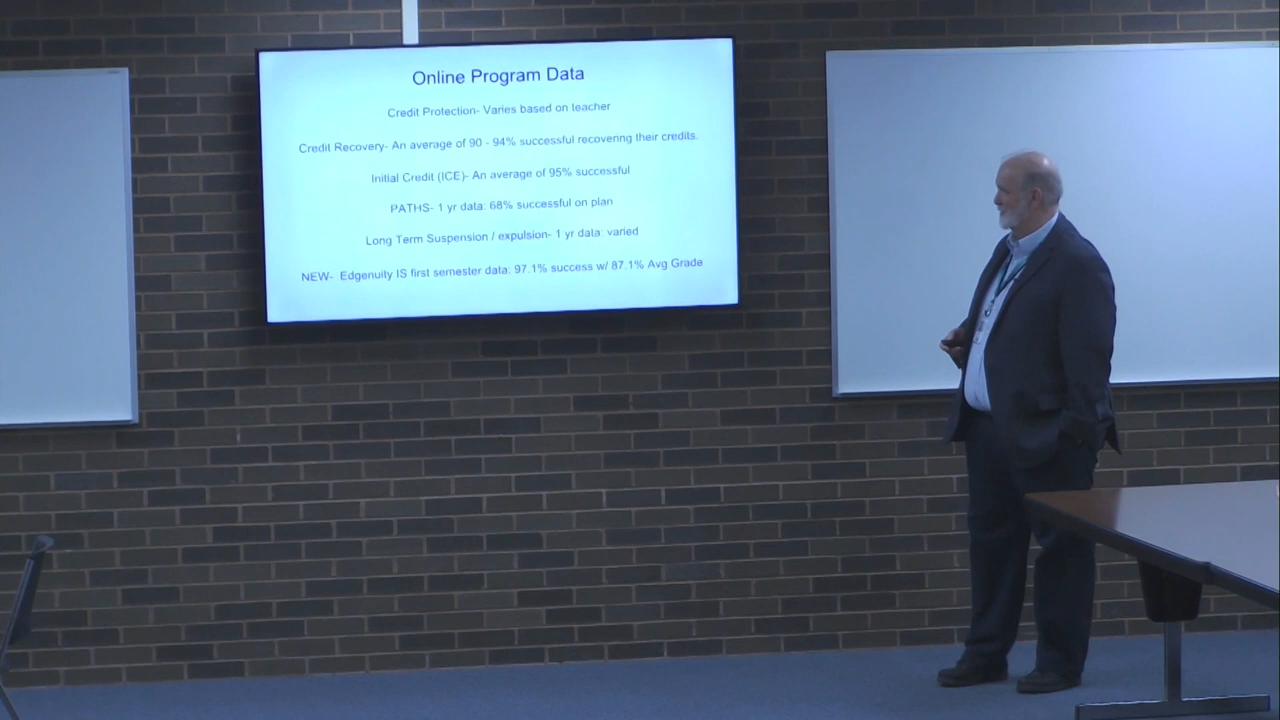 Online Program Data
Credit Protection- Varies based on teacher
Credit Recovery- An average of 90 - 94% successful recovering their credits.
Initial Credit (ICE)- An average of 95% successful
PATHS- 1 yr data: 68% successful on plan
Long Term Suspension / expulsion- 1 yr data: varied
NEW- Edgenuity IS first semester data: 97.1% success w/ 87.1% Avg Grade